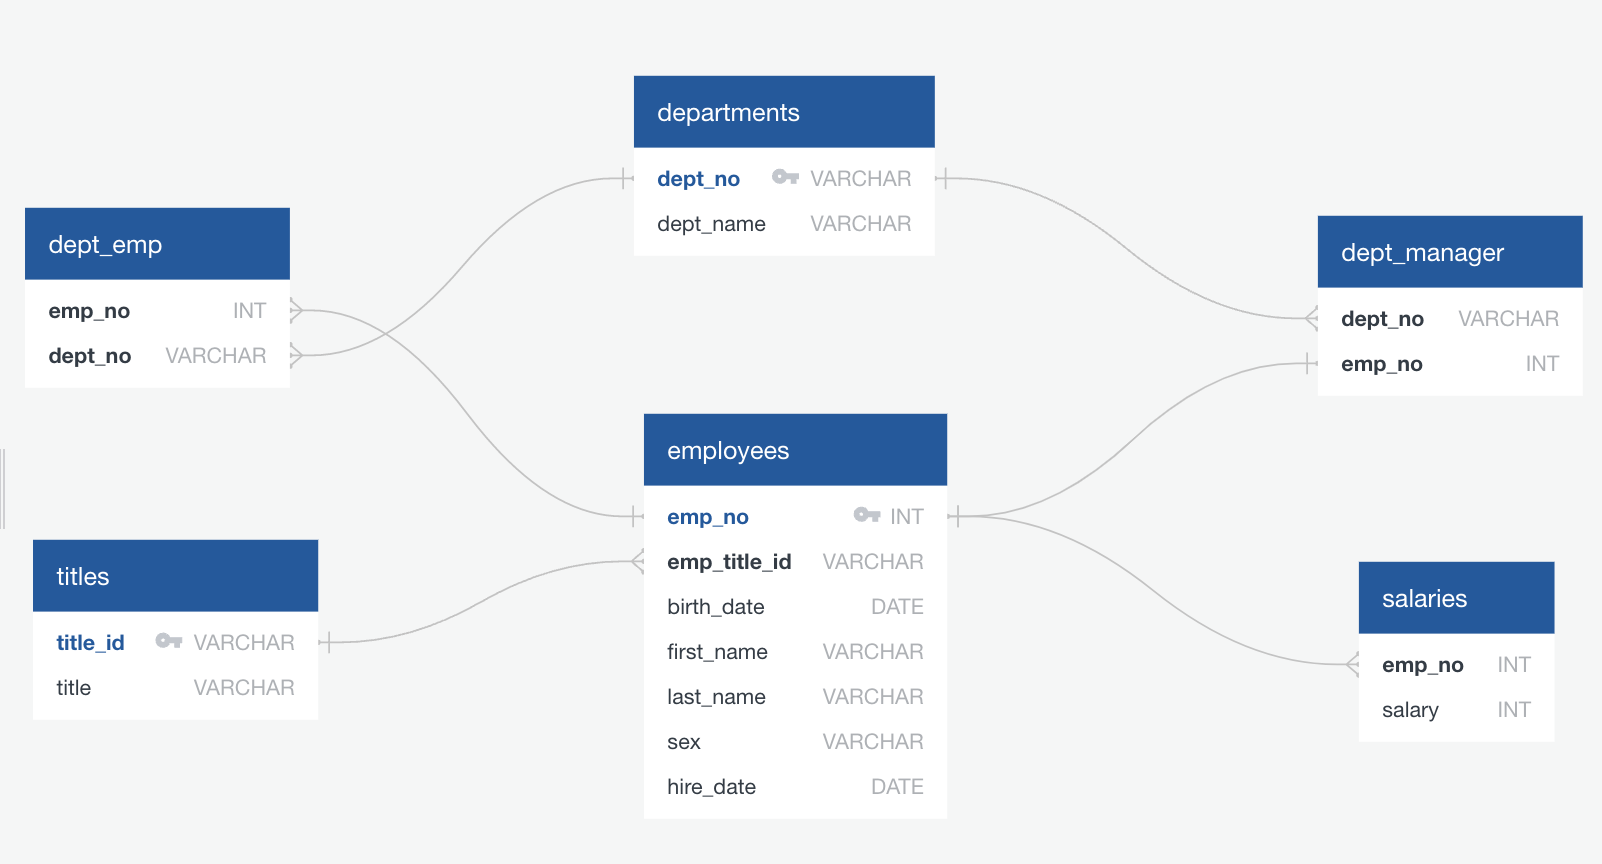 departments
dept_no VARCHAR
dept_name VARCHAR
dept_emp
emp_no INT
dept_no VARCHAR
dept_manager
dept_no VARCHAR
emp_no INT
employees
emp_no INT
emp_title_id VARCHAR
birth_date DATE
first_name VARCHAR
last_name VARCHAR
sex VARCHAR
hire_date DATE
titles
title_id VARCHAR
title VARCHAR
salaries
emp_no INT
salary INT